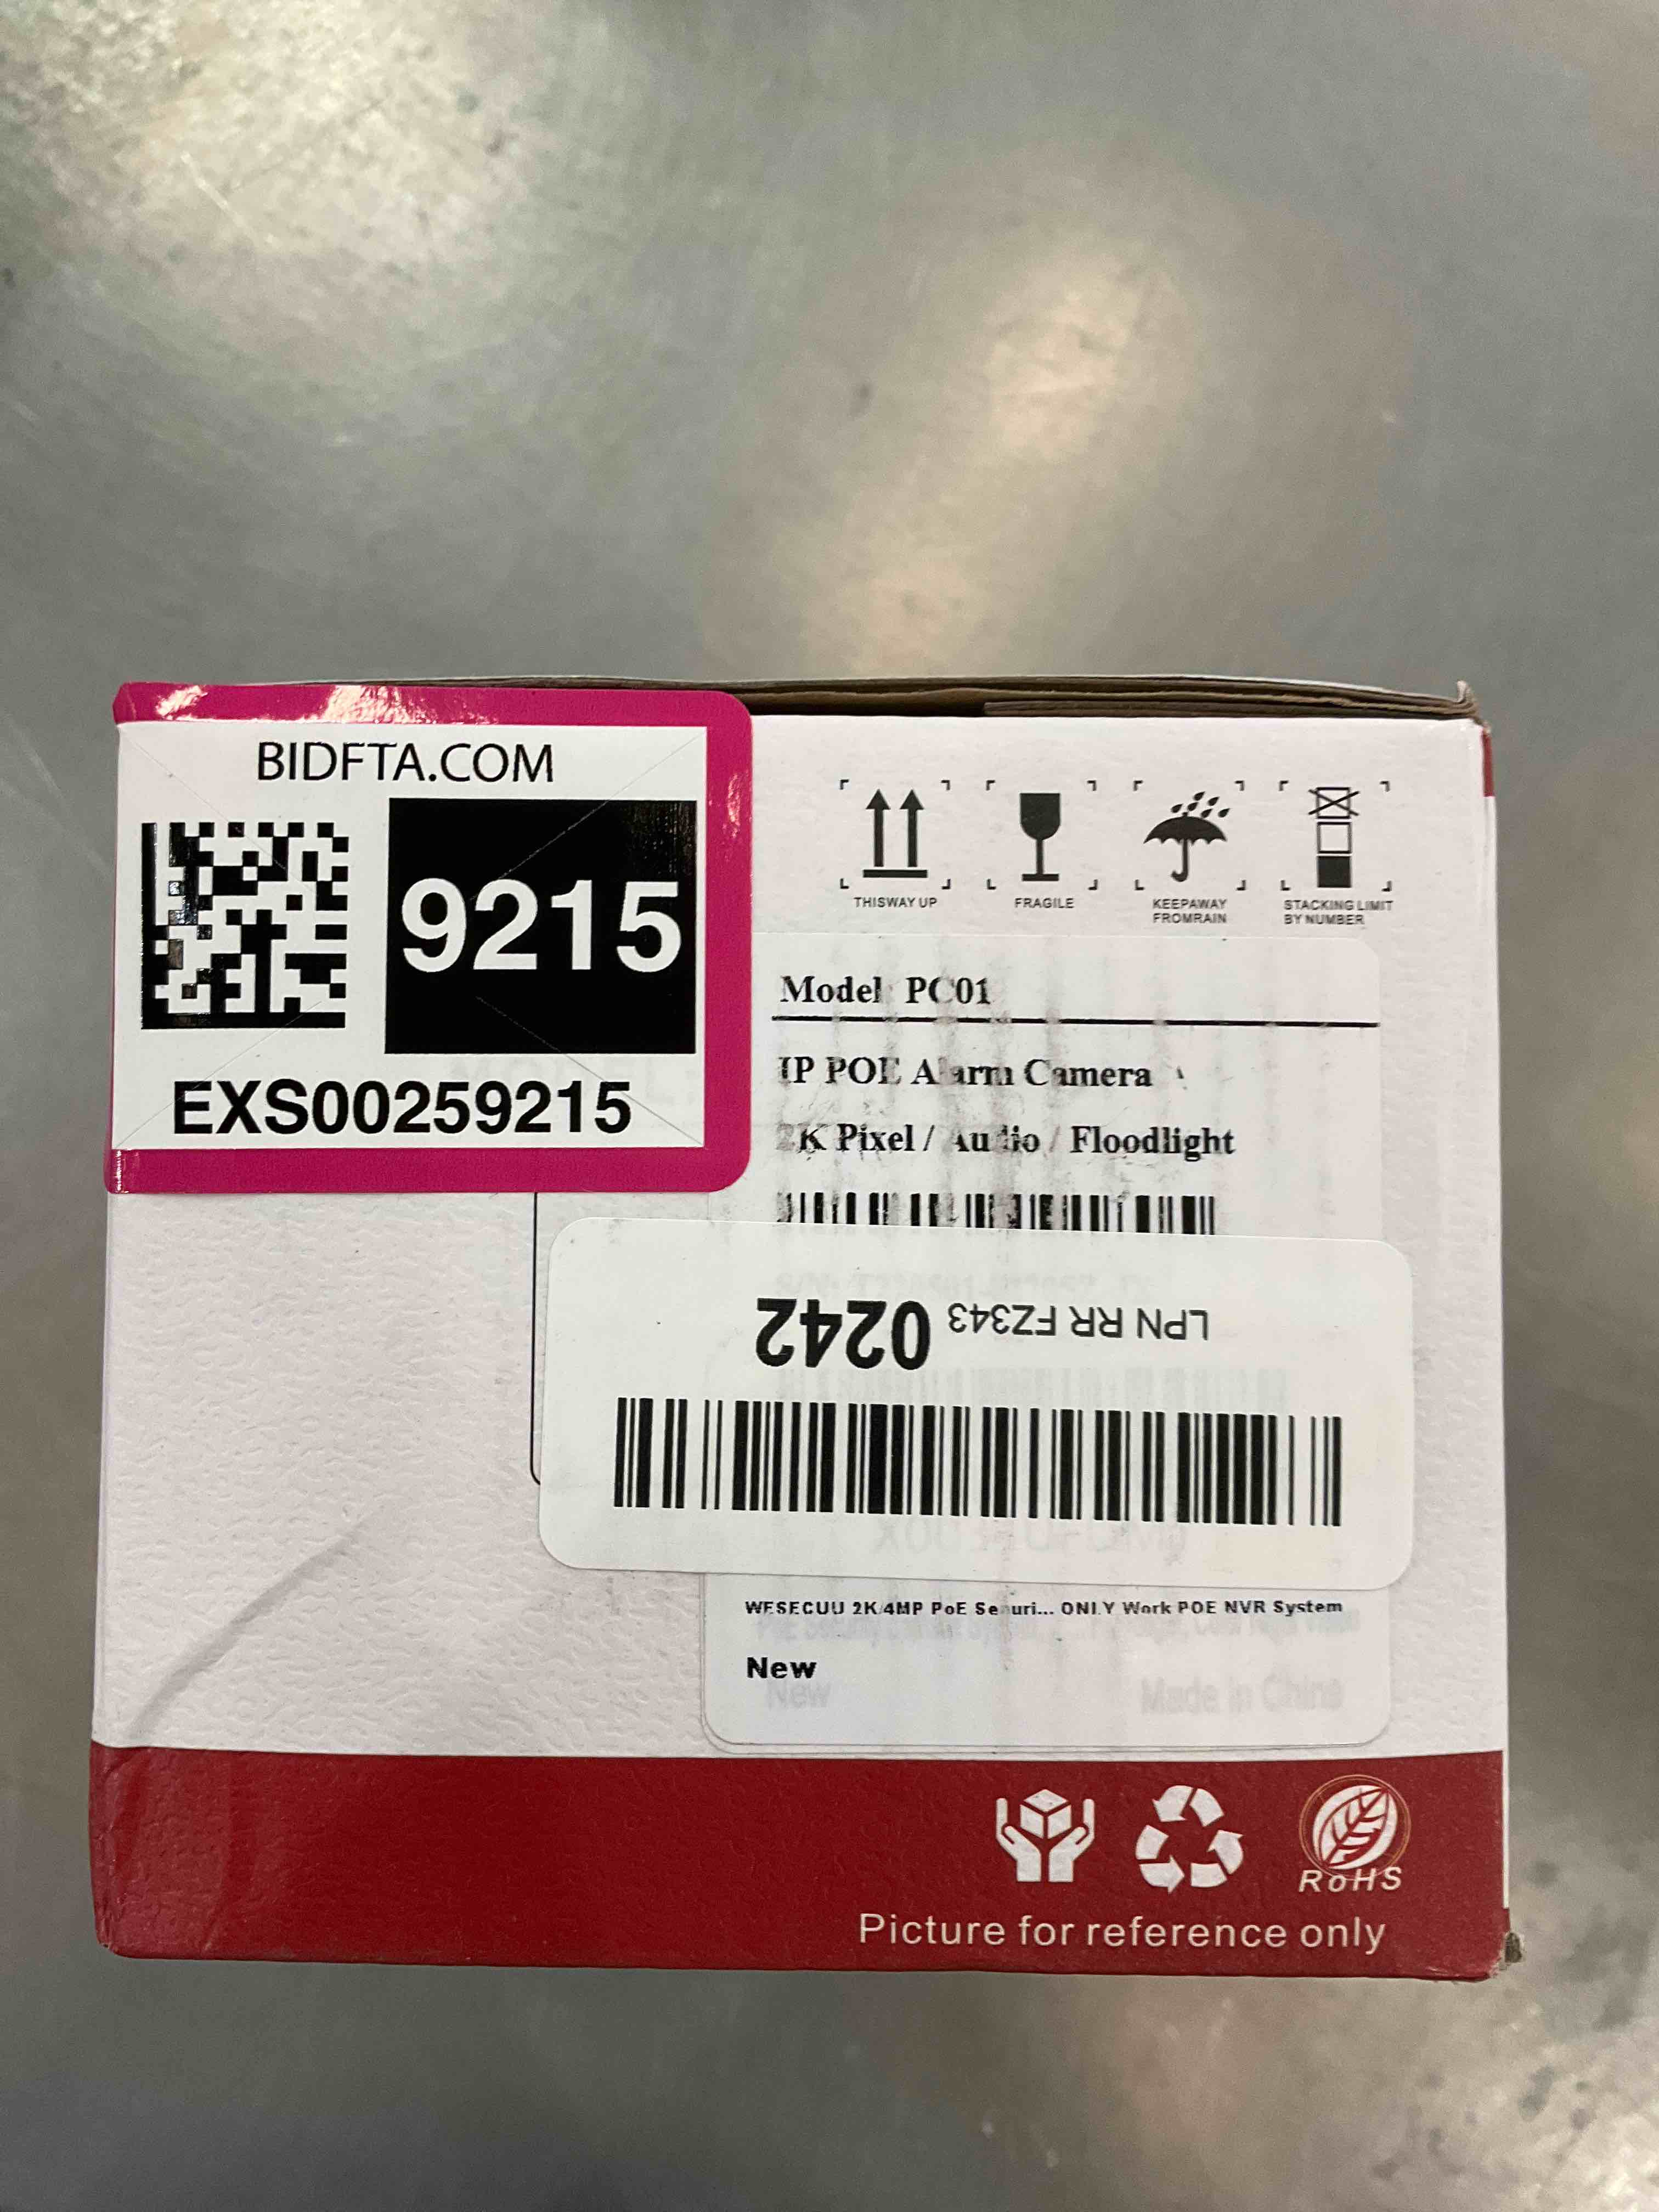 BIDFTA.COM
9215
EXS00259215
THISWAY UP
FRAGILE
KEEPAWAY
FROMRAIN
STACKING LIMIT
BY NUMBER
Model PC01
IP POE Alarm Camera
2K Pixel / Audio / Floodlight
LPN RR FZ343 0242
WESECUU 2K/4MP PoE Securi... ONLY Work POE NVR System
New
New
Made in China
RoHS
Picture for reference only